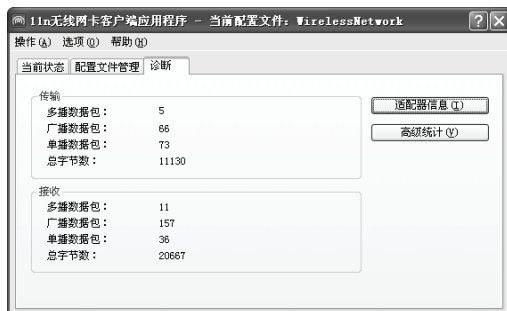 11n无线网卡客户端应用程序 - 当前配置文件: WirelessNetwork
操作(A) 选项(O) 帮助(H)
当前状态 配置文件管理 诊断
传输
多播数据包: 5
广播数据包: 66
单播数据包: 73
总字节数: 11130
适配器信息(I)
高级统计(V)
接收
多播数据包: 11
广播数据包: 157
单播数据包: 36
总字节数: 20667